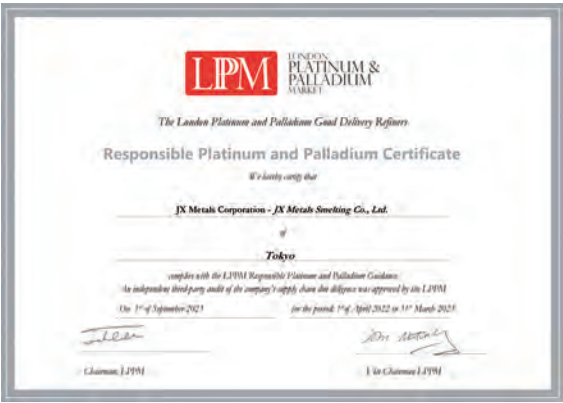 LPPM
LONDON
PLATINUM &
PALLADIUM
MARKET
The London Platinum and Palladium Good Delivery Refiners
Responsible Platinum and Palladium Certificate
We hereby certify that
JX Metals Corporation - JX Metals Smelting Co., Ltd.
of
Tokyo
complies with the LPPM Responsible Platinum and Palladium Guidance
An independent third party audit of the company's supply chain due diligence was approved by the LPPM
On 1st of September 2023
for the period: 1st of April 2022 to 31st March 2023
Chairman, LPPM
Vice Chairman LPPM